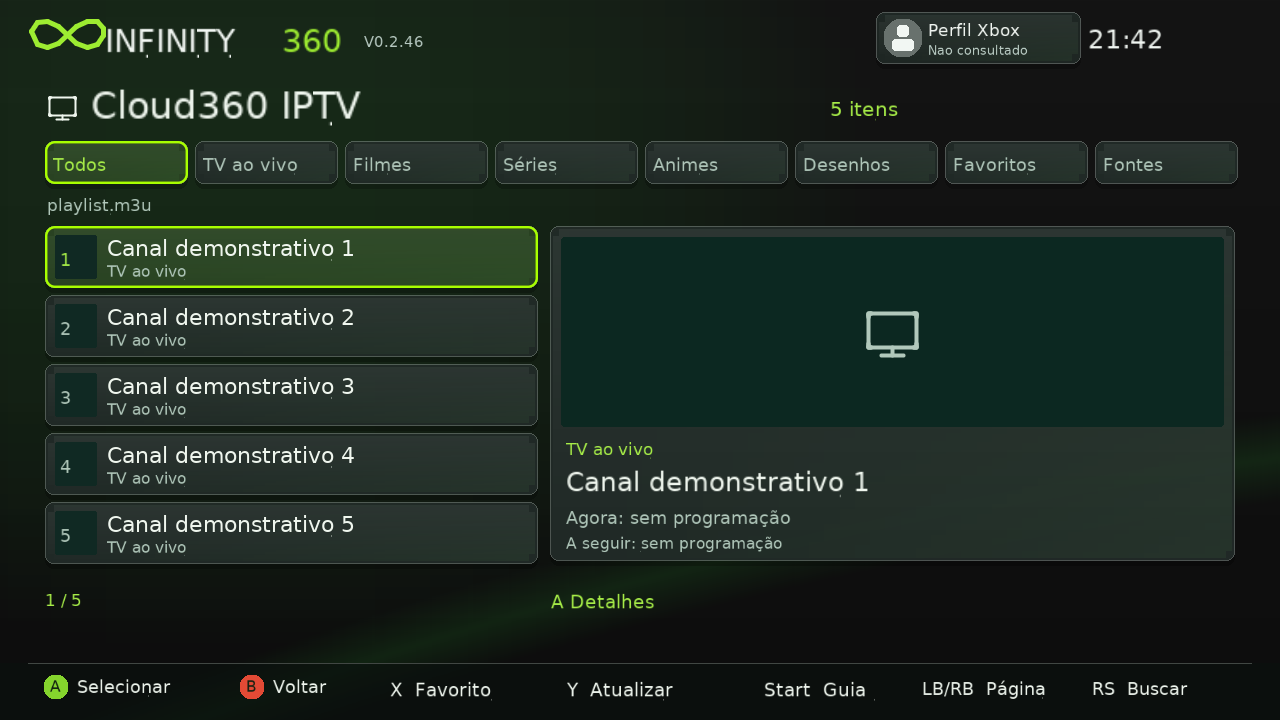 INFINITY 360 V0.2.46
Perfil Xbox
Nao consultado
21:42
Cloud360 IPTV
5 itens
Todos TV ao vivo Filmes Séries Animes Desenhos Favoritos Fontes
playlist.m3u
1 Canal demonstrativo 1
TV ao vivo
2 Canal demonstrativo 2
TV ao vivo
3 Canal demonstrativo 3
TV ao vivo
4 Canal demonstrativo 4
TV ao vivo
5 Canal demonstrativo 5
TV ao vivo
1 / 5
TV ao vivo
Canal demonstrativo 1
Agora: sem programação
A seguir: sem programação
A Detalhes
A Selecionar B Voltar X Favorito Y Atualizar Start Guia LB/RB Página RS Buscar